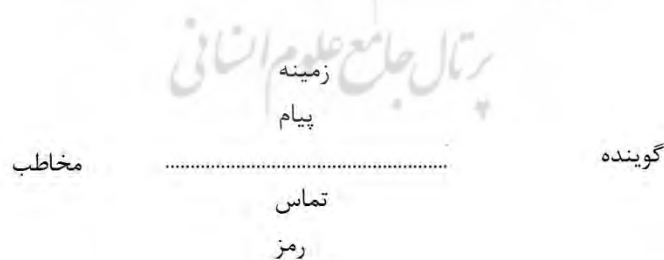 پرتال جامع علوم انسانی
زمینه
پیام
گوینده ........................................................ مخاطب
تماس
رمز